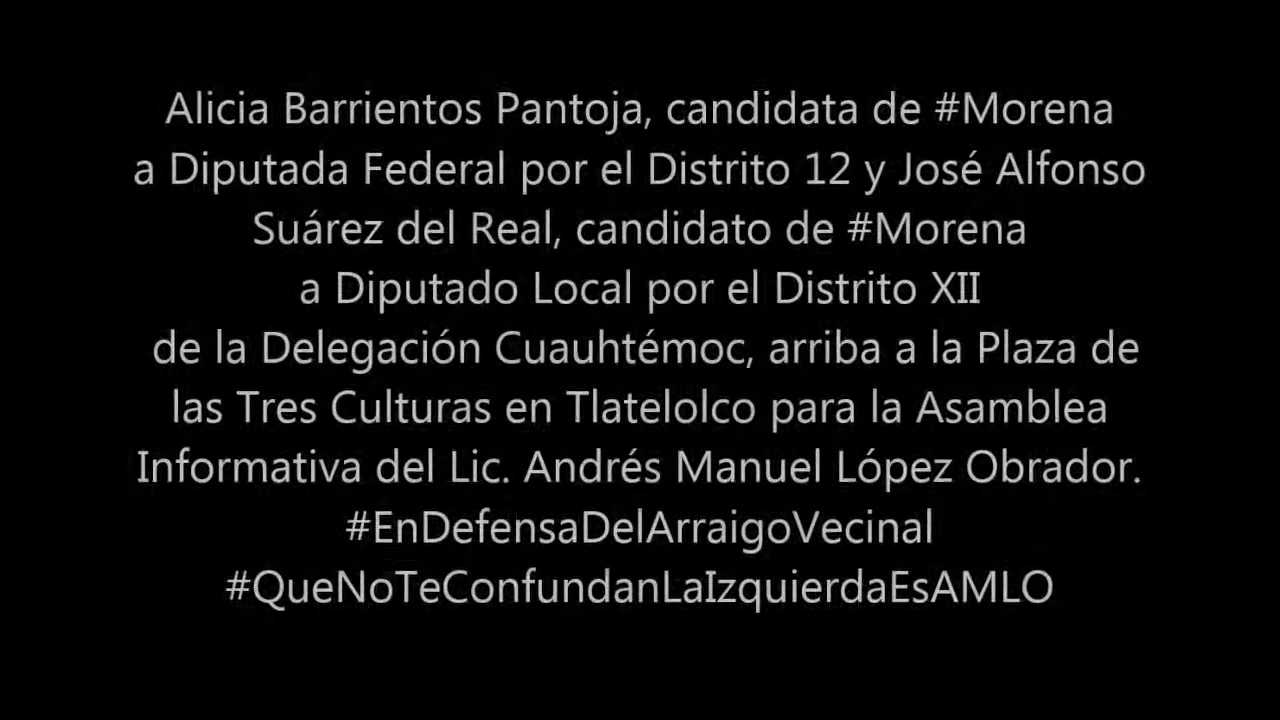 Alicia Barrientos Pantoja, candidata de #Morena
a Diputada Federal por el Distrito 12 y José Alfonso
Suárez del Real, candidato de #Morena
a Diputado Local por el Distrito XII
de la Delegación Cuauhtémoc, arriba a la Plaza de
las Tres Culturas en Tlatelolco para la Asamblea
Informativa del Lic. Andrés Manuel López Obrador.
#EnDefensaDelArraigoVecinal
#QueNoTeConfundanLaIzquierdaEsAMLO